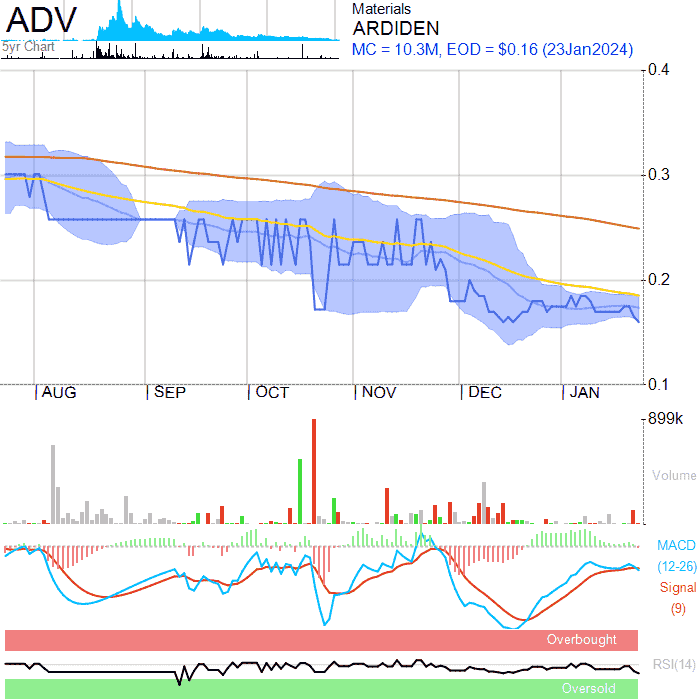 ADV
5yr Chart
Materials
ARDIDEN
MC = 10.3M, EOD = $0.16 (23Jan2024)
0.4
0.3
0.2
0.1
AUG
SEP
OCT
NOV
DEC
JAN
899k
Volume
MACD
(12-26)
Signal
(9)
Overbought
RSI(14)
Oversold